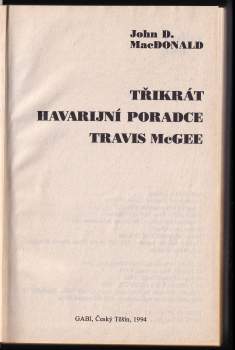 John D.
MacDONALD
TŘIKRÁT
HAVARIJNÍ PORADCE
TRAVIS McGEE
GABI, Český Těšín, 1994